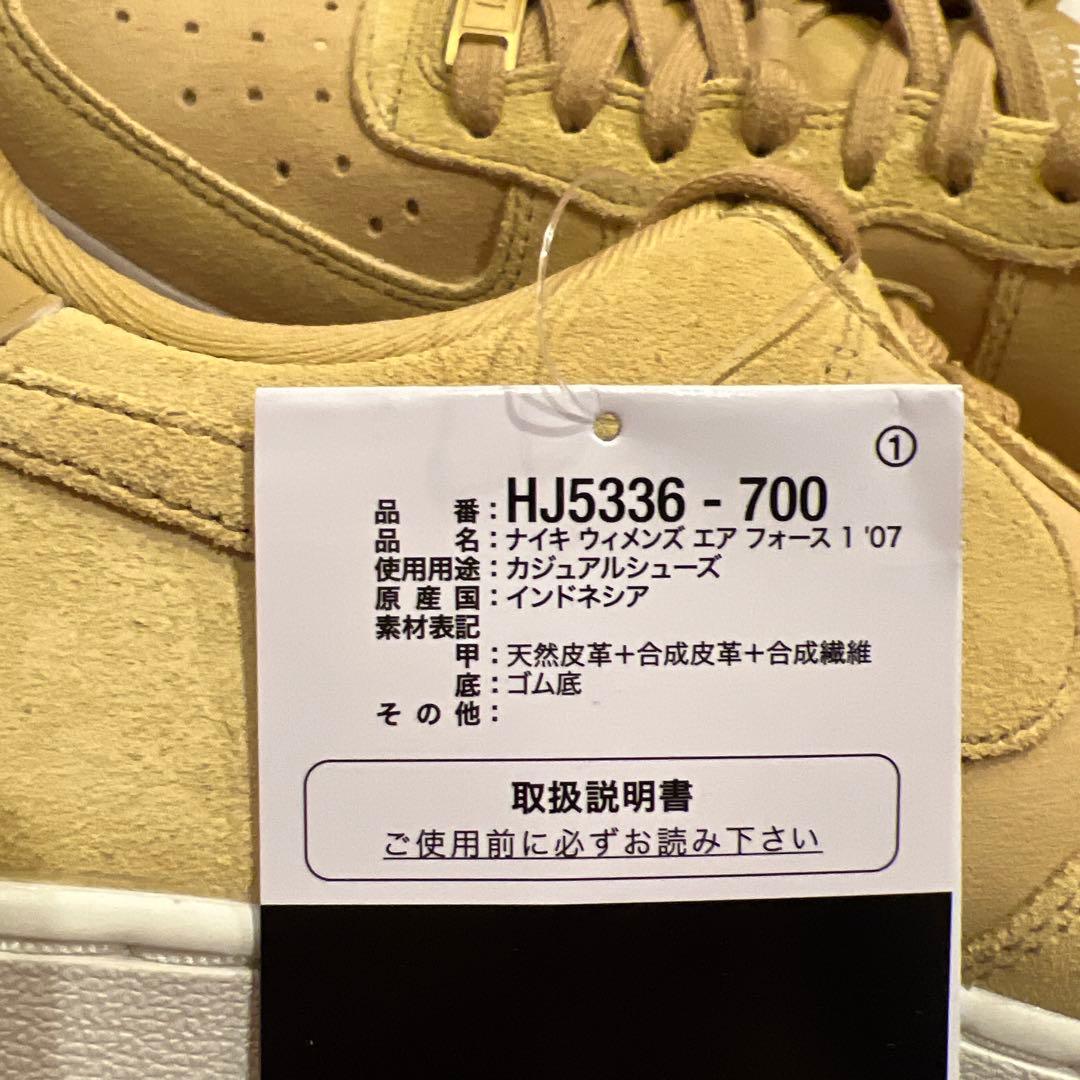 ①
品番：HJ5336 - 700
品名：ナイキ ウィメンズ エア フォース 1 '07
使用用途：カジュアルシューズ
原産国：インドネシア
素材表記
甲：天然皮革＋合成皮革＋合成繊維
底：ゴム底
その他：
取扱説明書
ご使用前に必ずお読み下さい